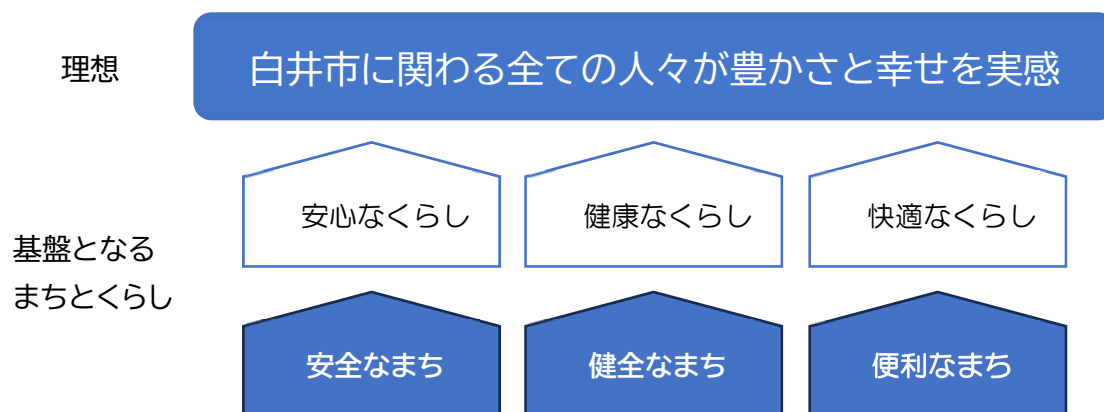 理想
白井市に関わる全ての人々が豊かさと幸せを実感
安心なくらし
健康なくらし
快適なくらし
基盤となる
まちとくらし
安全なまち
健全なまち
便利なまち